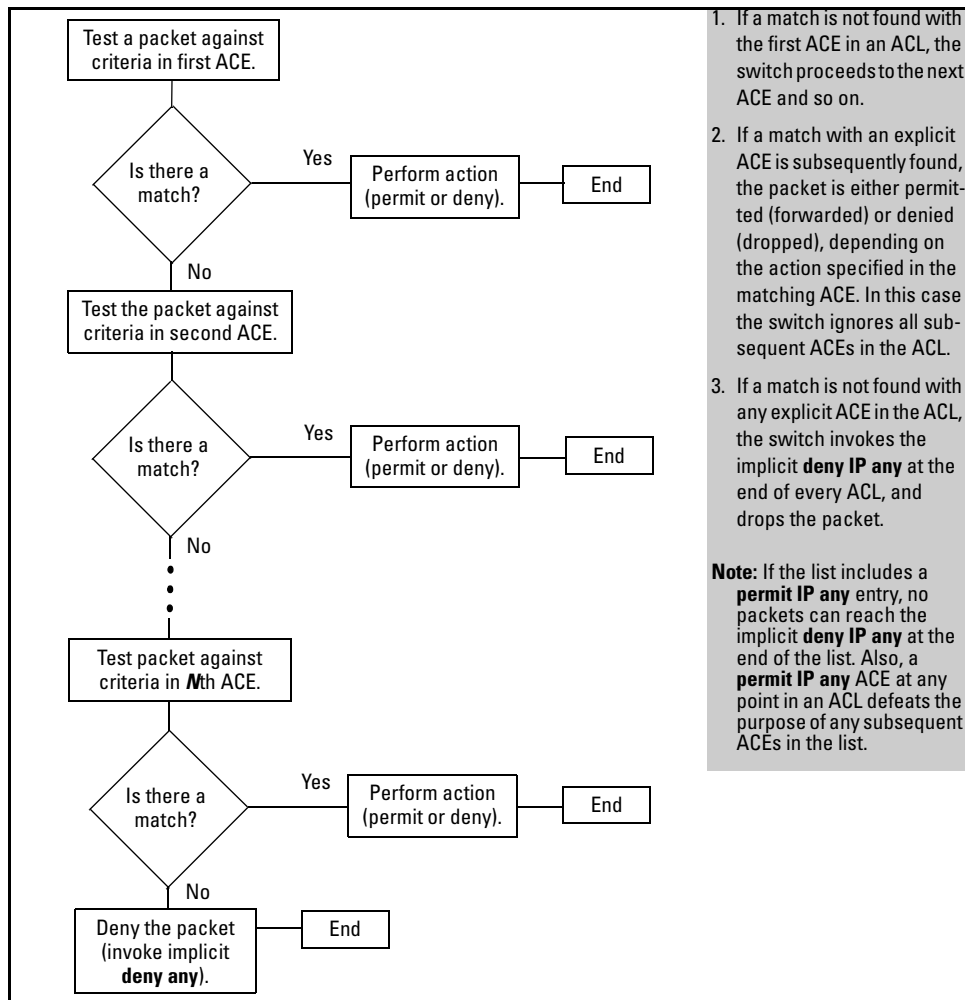 Test a packet against
criteria in first ACE.
Is there a
match?
Yes
Perform action
(permit or deny).
End
No
Test the packet against
criteria in second ACE.
Is there a
match?
Yes
Perform action
(permit or deny).
End
No
Test packet against
criteria in Nth ACE.
Is there a
match?
Yes
Perform action
(permit or deny).
End
No
Deny the packet
(invoke implicit
deny any).
End
1. If a match is not found with
the first ACE in an ACL, the
switch proceeds to the next
ACE and so on.
2. If a match with an explicit
ACE is subsequently found,
the packet is either permit-
ted (forwarded) or denied
(dropped), depending on
the action specified in the
matching ACE. In this case
the switch ignores all sub-
sequent ACEs in the ACL.
3. If a match is not found with
any explicit ACE in the ACL,
the switch invokes the
implicit deny IP any at the
end of every ACL, and
drops the packet.
Note: If the list includes a
permit IP any entry, no
packets can reach the
implicit deny IP any at the
end of the list. Also, a
permit IP any ACE at any
point in an ACL defeats the
purpose of any subsequent
ACEs in the list.